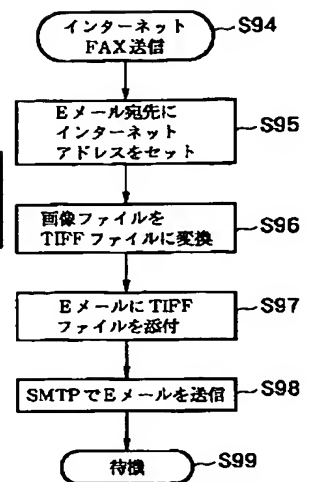 インターネット
FAX送信
S94
Eメール宛先に
インターネット
アドレスをセット
S95
画像ファイルを
TIFFファイルに変換
S96
EメールにTIFF
ファイルを添付
S97
SMTPでEメールを送信
S98
待機
S99